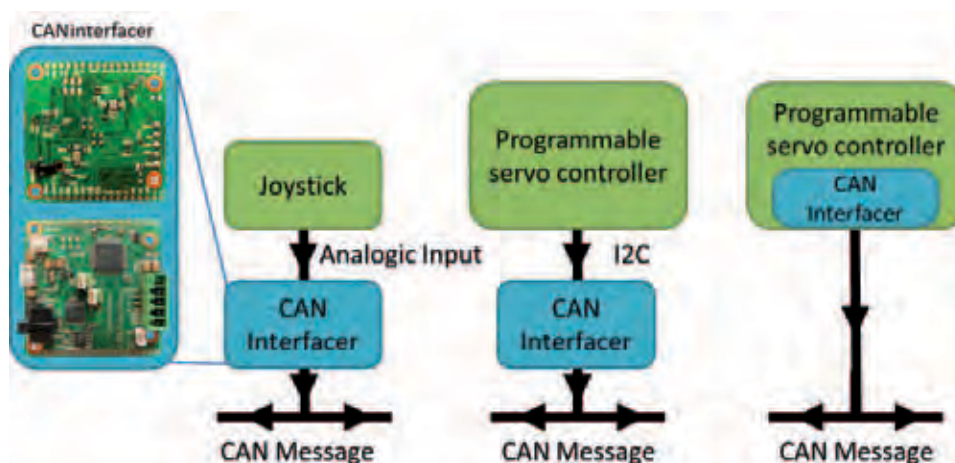 CANinterfacer
Joystick
Analogic Input
CAN
Interfacer
CAN Message
Programmable
servo controller
I2C
CAN
Interfacer
CAN Message
Programmable
servo controller
CAN
Interfacer
CAN Message